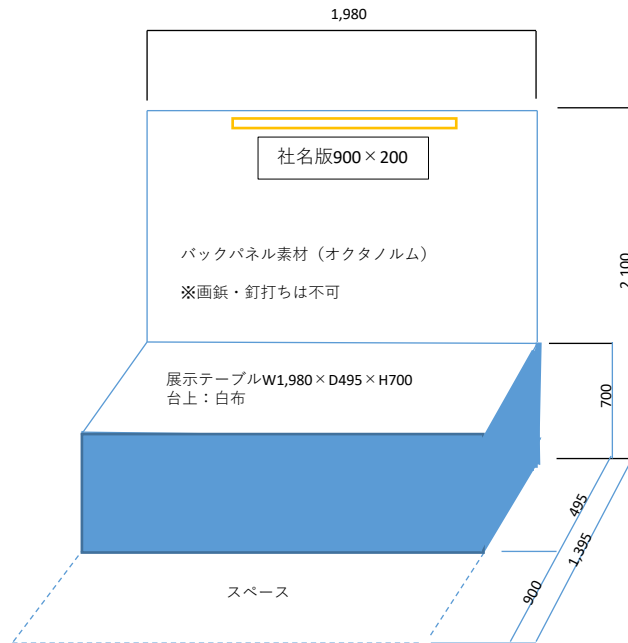 1,980
社名版900×200
バックパネル素材（オクタノルム）
※画鋲・釘打ちは不可
2,100
展示テーブルW1,980×D495×H700
台上：白布
700
495
1,395
900
スペース